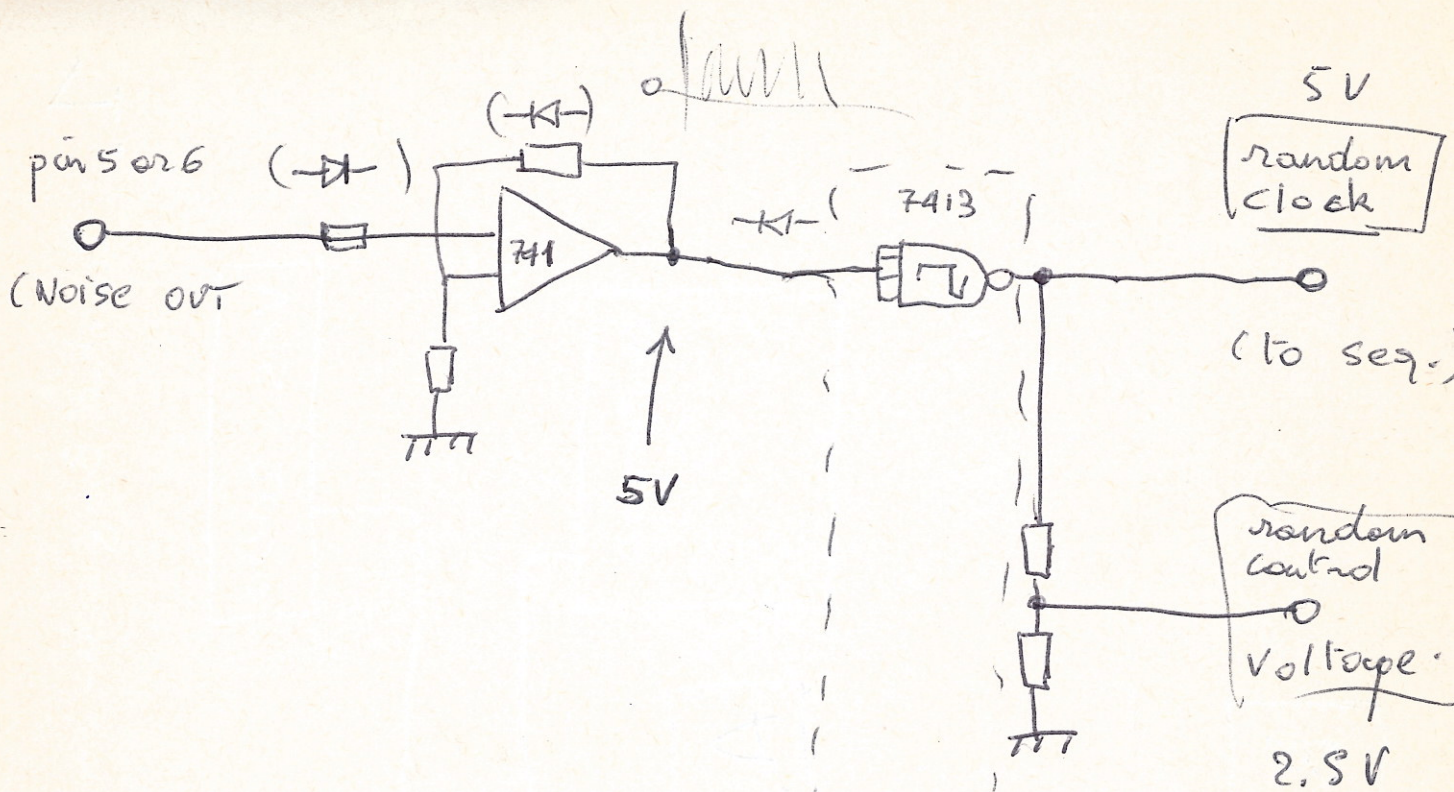 5V
random
clock
pin 5 or 6
7413
741
(Noise OUT
(to seq.)
5V
random
control
voltage.
2.5V